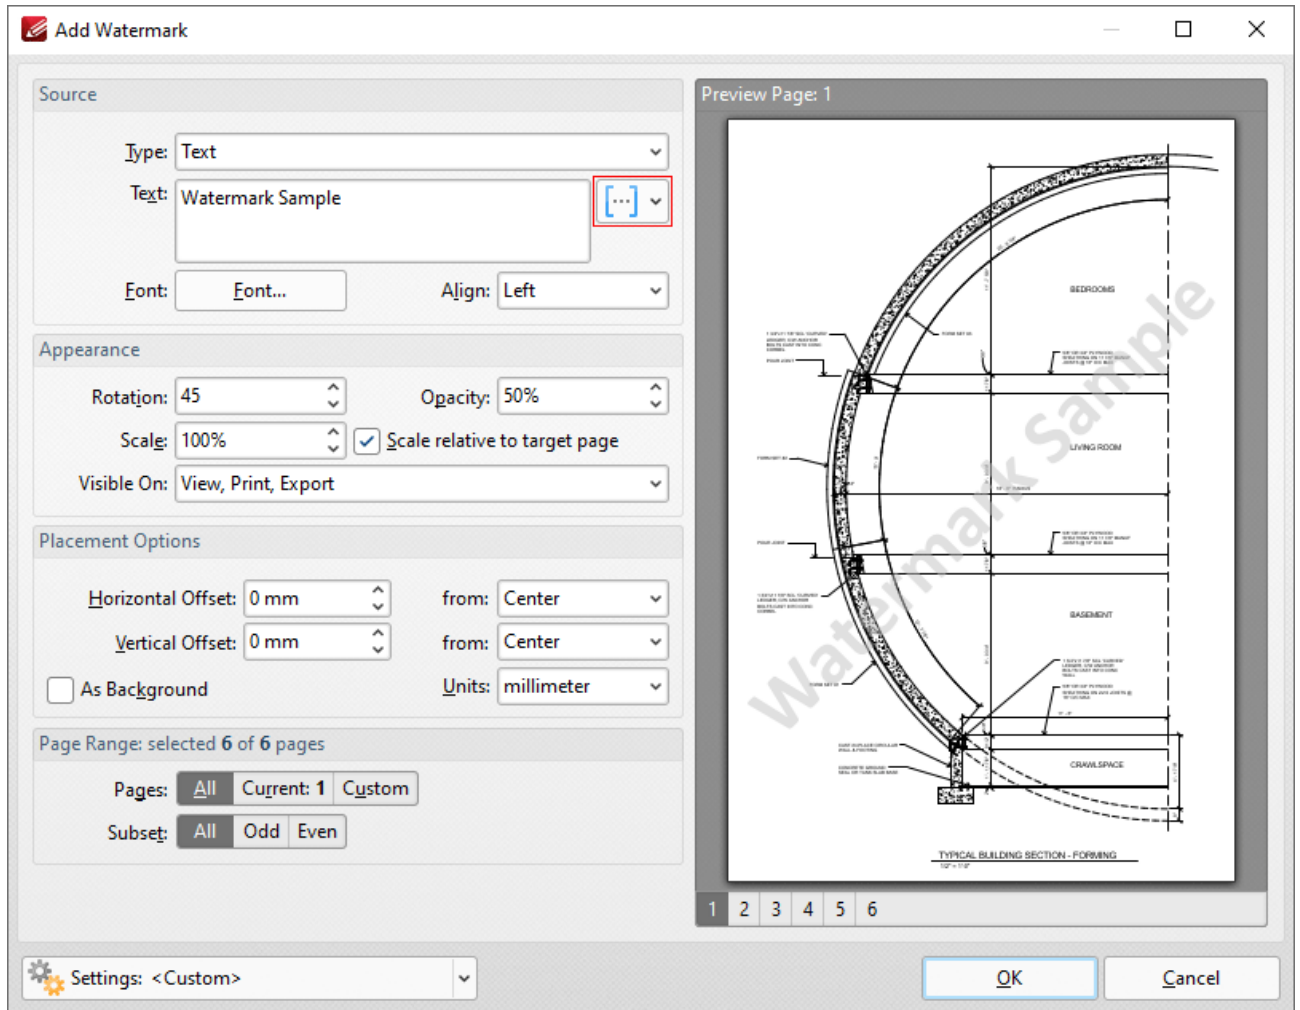 Add Watermark
Source
Type: Text
Text: Watermark Sample
Font: Font... Align: Left
Appearance
Rotation: 45 Opacity: 50%
Scale: 100% Scale relative to target page
Visible On: View, Print, Export
Placement Options
Horizontal Offset: 0 mm from: Center
Vertical Offset: 0 mm from: Center
As Background Units: millimeter
Page Range: selected 6 of 6 pages
Pages: All Current: 1 Custom
Subset: All Odd Even
Preview Page: 1
BEDROOMS
LIVING ROOM
BASEMENT
CRAWLSPACE
Watermark Sample
TYPICAL BUILDING SECTION - FORMING
1 2 3 4 5 6
Settings: <Custom>
OK
Cancel